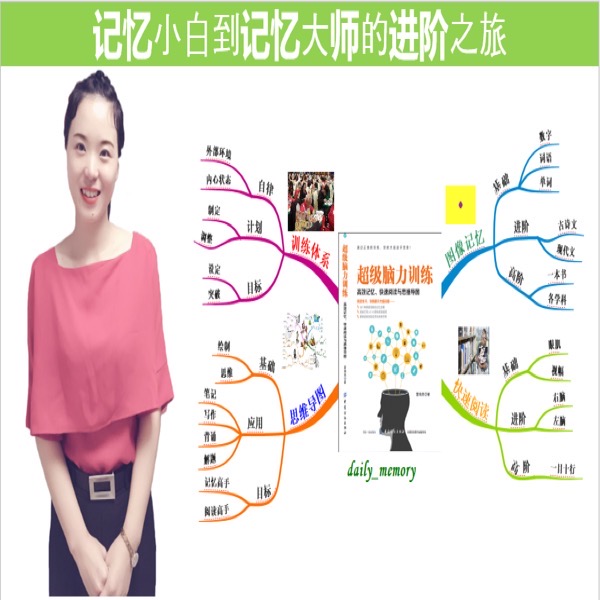 记忆小白到记忆大师的进阶之旅
外部环境
内心状态
自律
制定
调整
计划
设定
突破
目标
训练体系
绘制
思维
基础
笔记
写作
背诵
解题
应用
记忆高手
阅读高手
目标
思维导图
超级脑力训练
超级脑力训练
高效记忆、快速阅读与思维导图
daily_memory
数字
词语
单词
基础
古诗文
现代文
进阶
一本书
各学科
高阶
图像记忆
眼肌
视幅
基础
右脑
左脑
进阶
一目十行
高阶
快速阅读